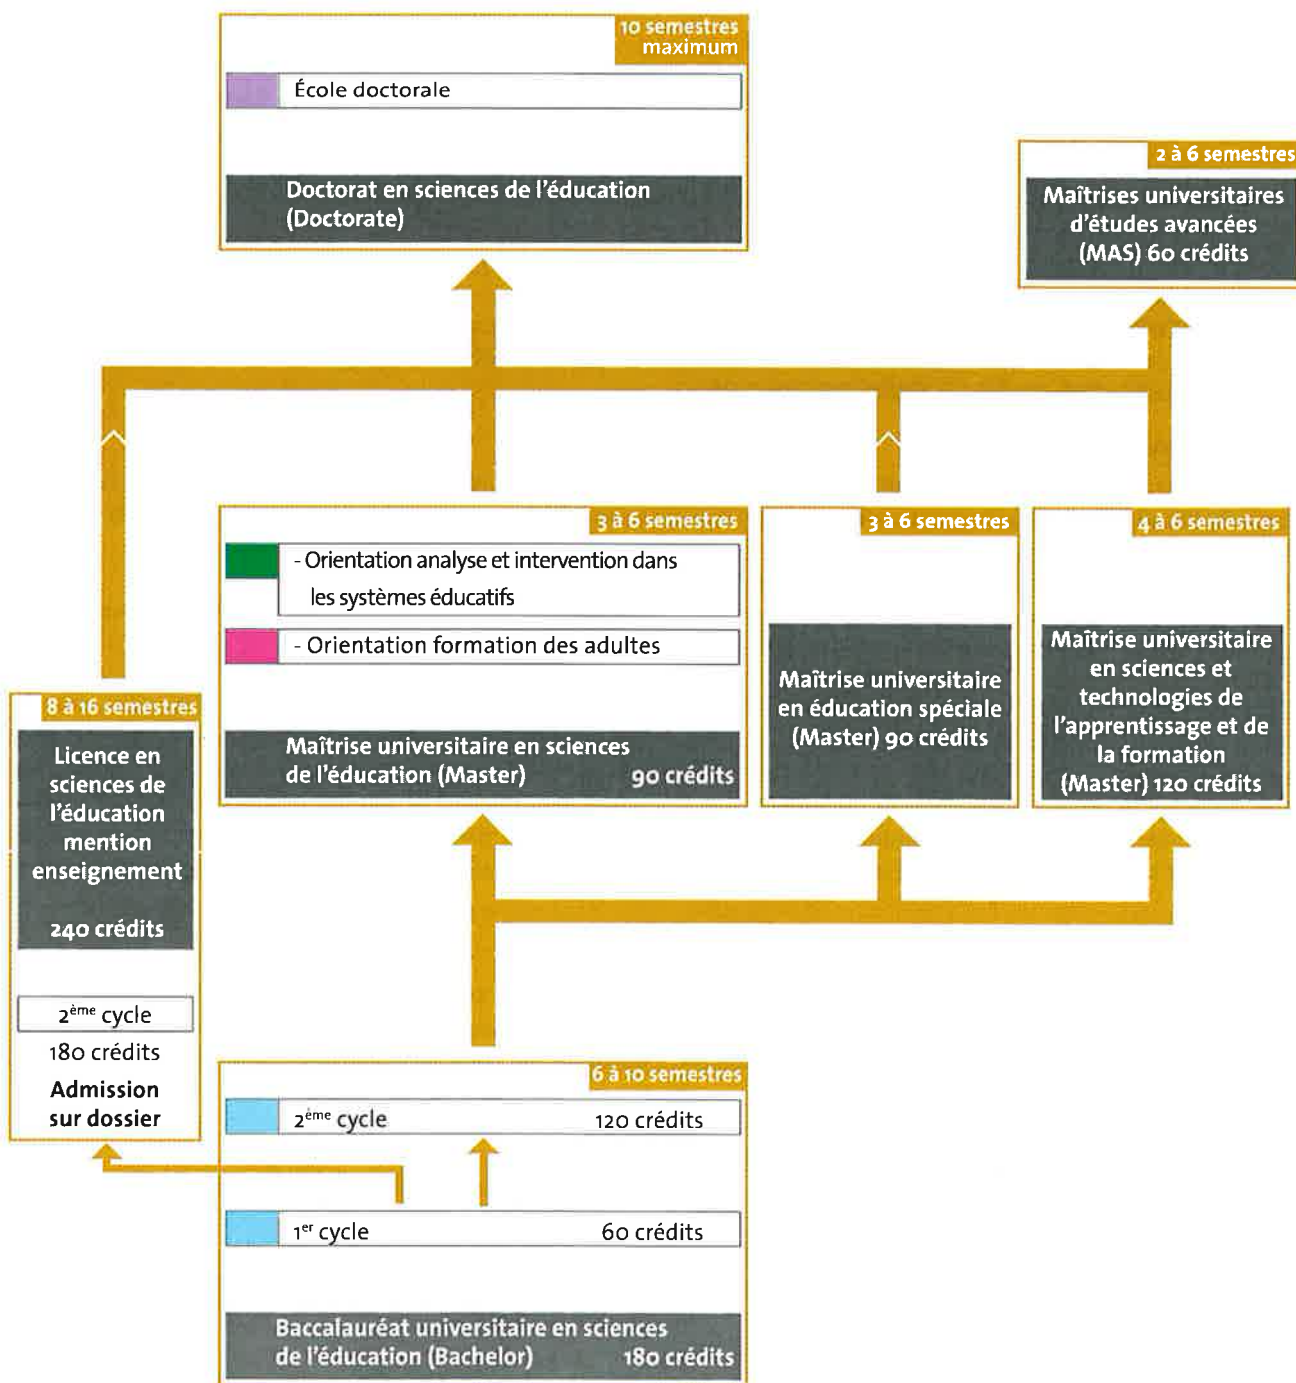 10 semestres
maximum
École doctorale
Doctorat en sciences de l'éducation
(Doctorate)
2 à 6 semestres
Maîtrises universitaires
d'études avancées
(MAS) 60 crédits
3 à 6 semestres
- Orientation analyse et intervention dans
les systèmes éducatifs
- Orientation formation des adultes
Maîtrise universitaire en sciences
de l'éducation (Master) 90 crédits
3 à 6 semestres
Maîtrise universitaire
en éducation spéciale
(Master) 90 crédits
4 à 6 semestres
Maîtrise universitaire
en sciences et
technologies de
l'apprentissage et de
la formation
(Master) 120 crédits
8 à 16 semestres
Licence en
sciences de
l'éducation
mention
enseignement
240 crédits
2ème cycle
180 crédits
Admission
sur dossier
6 à 10 semestres
2ème cycle 120 crédits
1er cycle 60 crédits
Baccalauréat universitaire en sciences
de l'éducation (Bachelor) 180 crédits